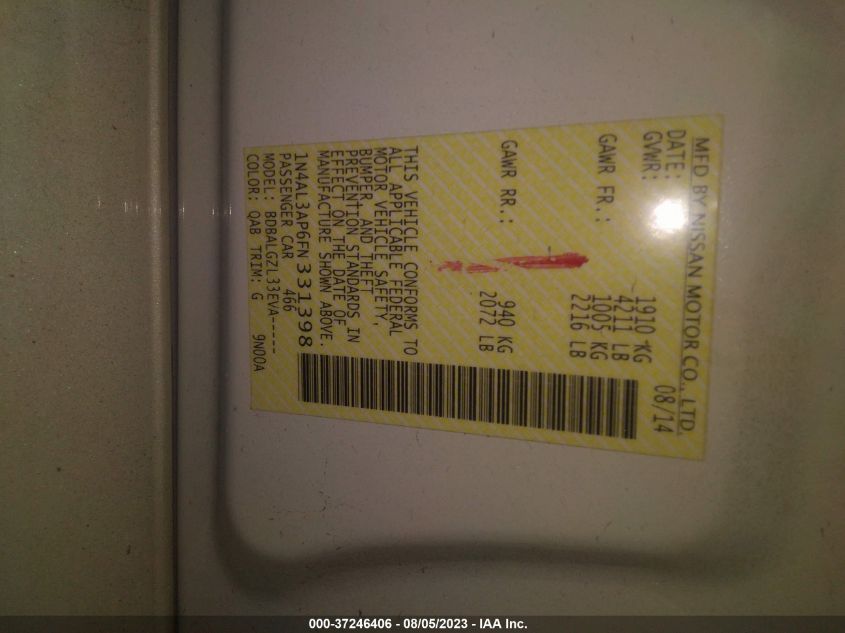 MFD BY NISSAN MOTOR CO., LTD.
DATE: 08/14
GVWR: 1910 KG
4211 LB
GAWR FR.: 1005 KG
2216 LB
GAWR RR.: 940 KG
2072 LB
THIS VEHICLE CONFORMS TO
ALL APPLICABLE FEDERAL
MOTOR VEHICLE SAFETY,
BUMPER, AND THEFT
PREVENTION STANDARDS IN
EFFECT ON THE DATE OF
MANUFACTURE SHOWN ABOVE.
1N4AL3AP6FN331398
PASSENGER CAR 466
MODEL: BDBALGZL33EVA-----
COLOR: QAB TRIM: G 9N00A
000-37246406 - 08/05/2023 - IAA Inc.